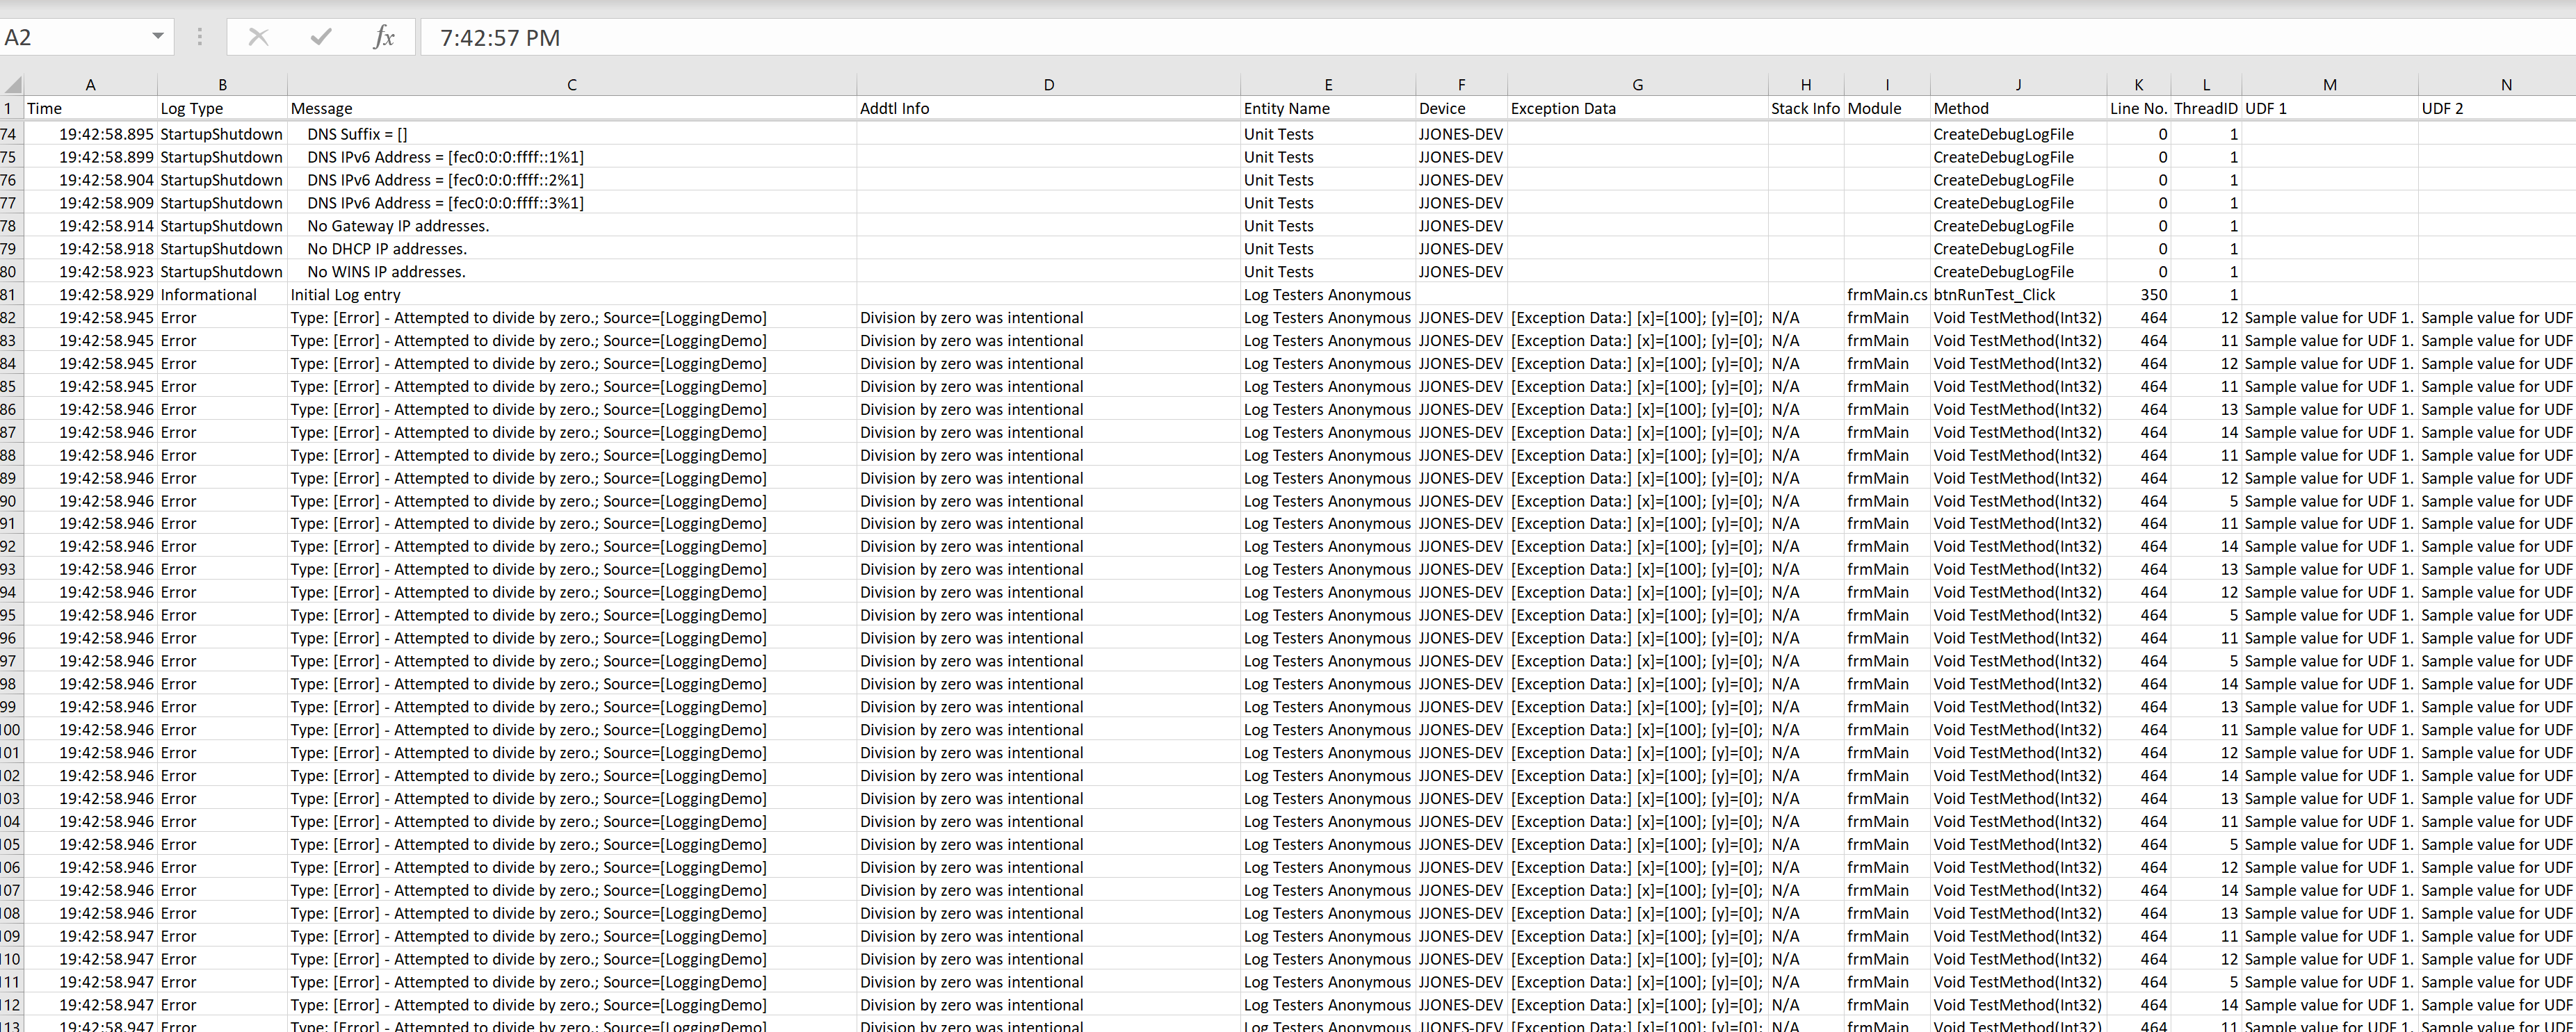 A2 fx 7:42:57 PM
A B C D E F G H I J K L M N
1 Time Log Type Message Addtl Info Entity Name Device Exception Data Stack Info Module Method Line No. ThreadID UDF 1 UDF 2
74 19:42:58.895 StartupShutdown DNS Suffix = [] Unit Tests JJONES-DEV CreateDebugLogFile 0 1
75 19:42:58.899 StartupShutdown DNS IPv6 Address = [fec0:0:0:ffff::1%1] Unit Tests JJONES-DEV CreateDebugLogFile 0 1
76 19:42:58.904 StartupShutdown DNS IPv6 Address = [fec0:0:0:ffff::2%1] Unit Tests JJONES-DEV CreateDebugLogFile 0 1
77 19:42:58.909 StartupShutdown DNS IPv6 Address = [fec0:0:0:ffff::3%1] Unit Tests JJONES-DEV CreateDebugLogFile 0 1
78 19:42:58.914 StartupShutdown No Gateway IP addresses. Unit Tests JJONES-DEV CreateDebugLogFile 0 1
79 19:42:58.918 StartupShutdown No DHCP IP addresses. Unit Tests JJONES-DEV CreateDebugLogFile 0 1
80 19:42:58.923 StartupShutdown No WINS IP addresses. Unit Tests JJONES-DEV CreateDebugLogFile 0 1
81 19:42:58.929 Informational Initial Log entry Log Testers Anonymous frmMain.cs btnRunTest_Click 350 1
82 19:42:58.945 Error Type: [Error] - Attempted to divide by zero.; Source=[LoggingDemo] Division by zero was intentional Log Testers Anonymous JJONES-DEV [Exception Data:] [x]=[100]; [y]=[0]; N/A frmMain Void TestMethod(Int32) 464 12 Sample value for UDF 1. Sample value for UDF
83 19:42:58.945 Error Type: [Error] - Attempted to divide by zero.; Source=[LoggingDemo] Division by zero was intentional Log Testers Anonymous JJONES-DEV [Exception Data:] [x]=[100]; [y]=[0]; N/A frmMain Void TestMethod(Int32) 464 11 Sample value for UDF 1. Sample value for UDF
84 19:42:58.945 Error Type: [Error] - Attempted to divide by zero.; Source=[LoggingDemo] Division by zero was intentional Log Testers Anonymous JJONES-DEV [Exception Data:] [x]=[100]; [y]=[0]; N/A frmMain Void TestMethod(Int32) 464 12 Sample value for UDF 1. Sample value for UDF
85 19:42:58.945 Error Type: [Error] - Attempted to divide by zero.; Source=[LoggingDemo] Division by zero was intentional Log Testers Anonymous JJONES-DEV [Exception Data:] [x]=[100]; [y]=[0]; N/A frmMain Void TestMethod(Int32) 464 11 Sample value for UDF 1. Sample value for UDF
86 19:42:58.946 Error Type: [Error] - Attempted to divide by zero.; Source=[LoggingDemo] Division by zero was intentional Log Testers Anonymous JJONES-DEV [Exception Data:] [x]=[100]; [y]=[0]; N/A frmMain Void TestMethod(Int32) 464 13 Sample value for UDF 1. Sample value for UDF
87 19:42:58.946 Error Type: [Error] - Attempted to divide by zero.; Source=[LoggingDemo] Division by zero was intentional Log Testers Anonymous JJONES-DEV [Exception Data:] [x]=[100]; [y]=[0]; N/A frmMain Void TestMethod(Int32) 464 14 Sample value for UDF 1. Sample value for UDF
88 19:42:58.946 Error Type: [Error] - Attempted to divide by zero.; Source=[LoggingDemo] Division by zero was intentional Log Testers Anonymous JJONES-DEV [Exception Data:] [x]=[100]; [y]=[0]; N/A frmMain Void TestMethod(Int32) 464 11 Sample value for UDF 1. Sample value for UDF
89 19:42:58.946 Error Type: [Error] - Attempted to divide by zero.; Source=[LoggingDemo] Division by zero was intentional Log Testers Anonymous JJONES-DEV [Exception Data:] [x]=[100]; [y]=[0]; N/A frmMain Void TestMethod(Int32) 464 12 Sample value for UDF 1. Sample value for UDF
90 19:42:58.946 Error Type: [Error] - Attempted to divide by zero.; Source=[LoggingDemo] Division by zero was intentional Log Testers Anonymous JJONES-DEV [Exception Data:] [x]=[100]; [y]=[0]; N/A frmMain Void TestMethod(Int32) 464 5 Sample value for UDF 1. Sample value for UDF
91 19:42:58.946 Error Type: [Error] - Attempted to divide by zero.; Source=[LoggingDemo] Division by zero was intentional Log Testers Anonymous JJONES-DEV [Exception Data:] [x]=[100]; [y]=[0]; N/A frmMain Void TestMethod(Int32) 464 11 Sample value for UDF 1. Sample value for UDF
92 19:42:58.946 Error Type: [Error] - Attempted to divide by zero.; Source=[LoggingDemo] Division by zero was intentional Log Testers Anonymous JJONES-DEV [Exception Data:] [x]=[100]; [y]=[0]; N/A frmMain Void TestMethod(Int32) 464 14 Sample value for UDF 1. Sample value for UDF
93 19:42:58.946 Error Type: [Error] - Attempted to divide by zero.; Source=[LoggingDemo] Division by zero was intentional Log Testers Anonymous JJONES-DEV [Exception Data:] [x]=[100]; [y]=[0]; N/A frmMain Void TestMethod(Int32) 464 13 Sample value for UDF 1. Sample value for UDF
94 19:42:58.946 Error Type: [Error] - Attempted to divide by zero.; Source=[LoggingDemo] Division by zero was intentional Log Testers Anonymous JJONES-DEV [Exception Data:] [x]=[100]; [y]=[0]; N/A frmMain Void TestMethod(Int32) 464 12 Sample value for UDF 1. Sample value for UDF
95 19:42:58.946 Error Type: [Error] - Attempted to divide by zero.; Source=[LoggingDemo] Division by zero was intentional Log Testers Anonymous JJONES-DEV [Exception Data:] [x]=[100]; [y]=[0]; N/A frmMain Void TestMethod(Int32) 464 5 Sample value for UDF 1. Sample value for UDF
96 19:42:58.946 Error Type: [Error] - Attempted to divide by zero.; Source=[LoggingDemo] Division by zero was intentional Log Testers Anonymous JJONES-DEV [Exception Data:] [x]=[100]; [y]=[0]; N/A frmMain Void TestMethod(Int32) 464 11 Sample value for UDF 1. Sample value for UDF
97 19:42:58.946 Error Type: [Error] - Attempted to divide by zero.; Source=[LoggingDemo] Division by zero was intentional Log Testers Anonymous JJONES-DEV [Exception Data:] [x]=[100]; [y]=[0]; N/A frmMain Void TestMethod(Int32) 464 5 Sample value for UDF 1. Sample value for UDF
98 19:42:58.946 Error Type: [Error] - Attempted to divide by zero.; Source=[LoggingDemo] Division by zero was intentional Log Testers Anonymous JJONES-DEV [Exception Data:] [x]=[100]; [y]=[0]; N/A frmMain Void TestMethod(Int32) 464 14 Sample value for UDF 1. Sample value for UDF
99 19:42:58.946 Error Type: [Error] - Attempted to divide by zero.; Source=[LoggingDemo] Division by zero was intentional Log Testers Anonymous JJONES-DEV [Exception Data:] [x]=[100]; [y]=[0]; N/A frmMain Void TestMethod(Int32) 464 13 Sample value for UDF 1. Sample value for UDF
100 19:42:58.946 Error Type: [Error] - Attempted to divide by zero.; Source=[LoggingDemo] Division by zero was intentional Log Testers Anonymous JJONES-DEV [Exception Data:] [x]=[100]; [y]=[0]; N/A frmMain Void TestMethod(Int32) 464 11 Sample value for UDF 1. Sample value for UDF
101 19:42:58.946 Error Type: [Error] - Attempted to divide by zero.; Source=[LoggingDemo] Division by zero was intentional Log Testers Anonymous JJONES-DEV [Exception Data:] [x]=[100]; [y]=[0]; N/A frmMain Void TestMethod(Int32) 464 12 Sample value for UDF 1. Sample value for UDF
102 19:42:58.946 Error Type: [Error] - Attempted to divide by zero.; Source=[LoggingDemo] Division by zero was intentional Log Testers Anonymous JJONES-DEV [Exception Data:] [x]=[100]; [y]=[0]; N/A frmMain Void TestMethod(Int32) 464 14 Sample value for UDF 1. Sample value for UDF
103 19:42:58.946 Error Type: [Error] - Attempted to divide by zero.; Source=[LoggingDemo] Division by zero was intentional Log Testers Anonymous JJONES-DEV [Exception Data:] [x]=[100]; [y]=[0]; N/A frmMain Void TestMethod(Int32) 464 13 Sample value for UDF 1. Sample value for UDF
104 19:42:58.946 Error Type: [Error] - Attempted to divide by zero.; Source=[LoggingDemo] Division by zero was intentional Log Testers Anonymous JJONES-DEV [Exception Data:] [x]=[100]; [y]=[0]; N/A frmMain Void TestMethod(Int32) 464 11 Sample value for UDF 1. Sample value for UDF
105 19:42:58.946 Error Type: [Error] - Attempted to divide by zero.; Source=[LoggingDemo] Division by zero was intentional Log Testers Anonymous JJONES-DEV [Exception Data:] [x]=[100]; [y]=[0]; N/A frmMain Void TestMethod(Int32) 464 5 Sample value for UDF 1. Sample value for UDF
106 19:42:58.946 Error Type: [Error] - Attempted to divide by zero.; Source=[LoggingDemo] Division by zero was intentional Log Testers Anonymous JJONES-DEV [Exception Data:] [x]=[100]; [y]=[0]; N/A frmMain Void TestMethod(Int32) 464 12 Sample value for UDF 1. Sample value for UDF
107 19:42:58.946 Error Type: [Error] - Attempted to divide by zero.; Source=[LoggingDemo] Division by zero was intentional Log Testers Anonymous JJONES-DEV [Exception Data:] [x]=[100]; [y]=[0]; N/A frmMain Void TestMethod(Int32) 464 14 Sample value for UDF 1. Sample value for UDF
108 19:42:58.946 Error Type: [Error] - Attempted to divide by zero.; Source=[LoggingDemo] Division by zero was intentional Log Testers Anonymous JJONES-DEV [Exception Data:] [x]=[100]; [y]=[0]; N/A frmMain Void TestMethod(Int32) 464 13 Sample value for UDF 1. Sample value for UDF
109 19:42:58.947 Error Type: [Error] - Attempted to divide by zero.; Source=[LoggingDemo] Division by zero was intentional Log Testers Anonymous JJONES-DEV [Exception Data:] [x]=[100]; [y]=[0]; N/A frmMain Void TestMethod(Int32) 464 11 Sample value for UDF 1. Sample value for UDF
110 19:42:58.947 Error Type: [Error] - Attempted to divide by zero.; Source=[LoggingDemo] Division by zero was intentional Log Testers Anonymous JJONES-DEV [Exception Data:] [x]=[100]; [y]=[0]; N/A frmMain Void TestMethod(Int32) 464 12 Sample value for UDF 1. Sample value for UDF
111 19:42:58.947 Error Type: [Error] - Attempted to divide by zero.; Source=[LoggingDemo] Division by zero was intentional Log Testers Anonymous JJONES-DEV [Exception Data:] [x]=[100]; [y]=[0]; N/A frmMain Void TestMethod(Int32) 464 5 Sample value for UDF 1. Sample value for UDF
112 19:42:58.947 Error Type: [Error] - Attempted to divide by zero.; Source=[LoggingDemo] Division by zero was intentional Log Testers Anonymous JJONES-DEV [Exception Data:] [x]=[100]; [y]=[0]; N/A frmMain Void TestMethod(Int32) 464 14 Sample value for UDF 1. Sample value for UDF
113 19:42:58.947 Error Type: [Error] - Attempted to divide by zero.; Source=[LoggingDemo] Division by zero was intentional Log Testers Anonymous JJONES-DEV [Exception Data:] [x]=[100]; [y]=[0]; N/A frmMain Void TestMethod(Int32) 464 11 Sample value for UDF 1. Sample value for UDF